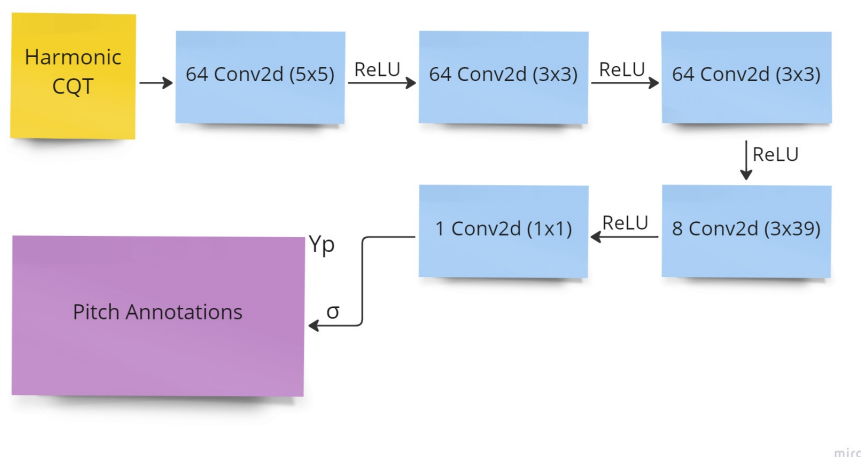 Harmonic
CQT
64 Conv2d (5x5)
ReLU
64 Conv2d (3x3)
ReLU
64 Conv2d (3x3)
ReLU
8 Conv2d (3x39)
ReLU
1 Conv2d (1x1)
Yp
σ
Pitch Annotations
miro